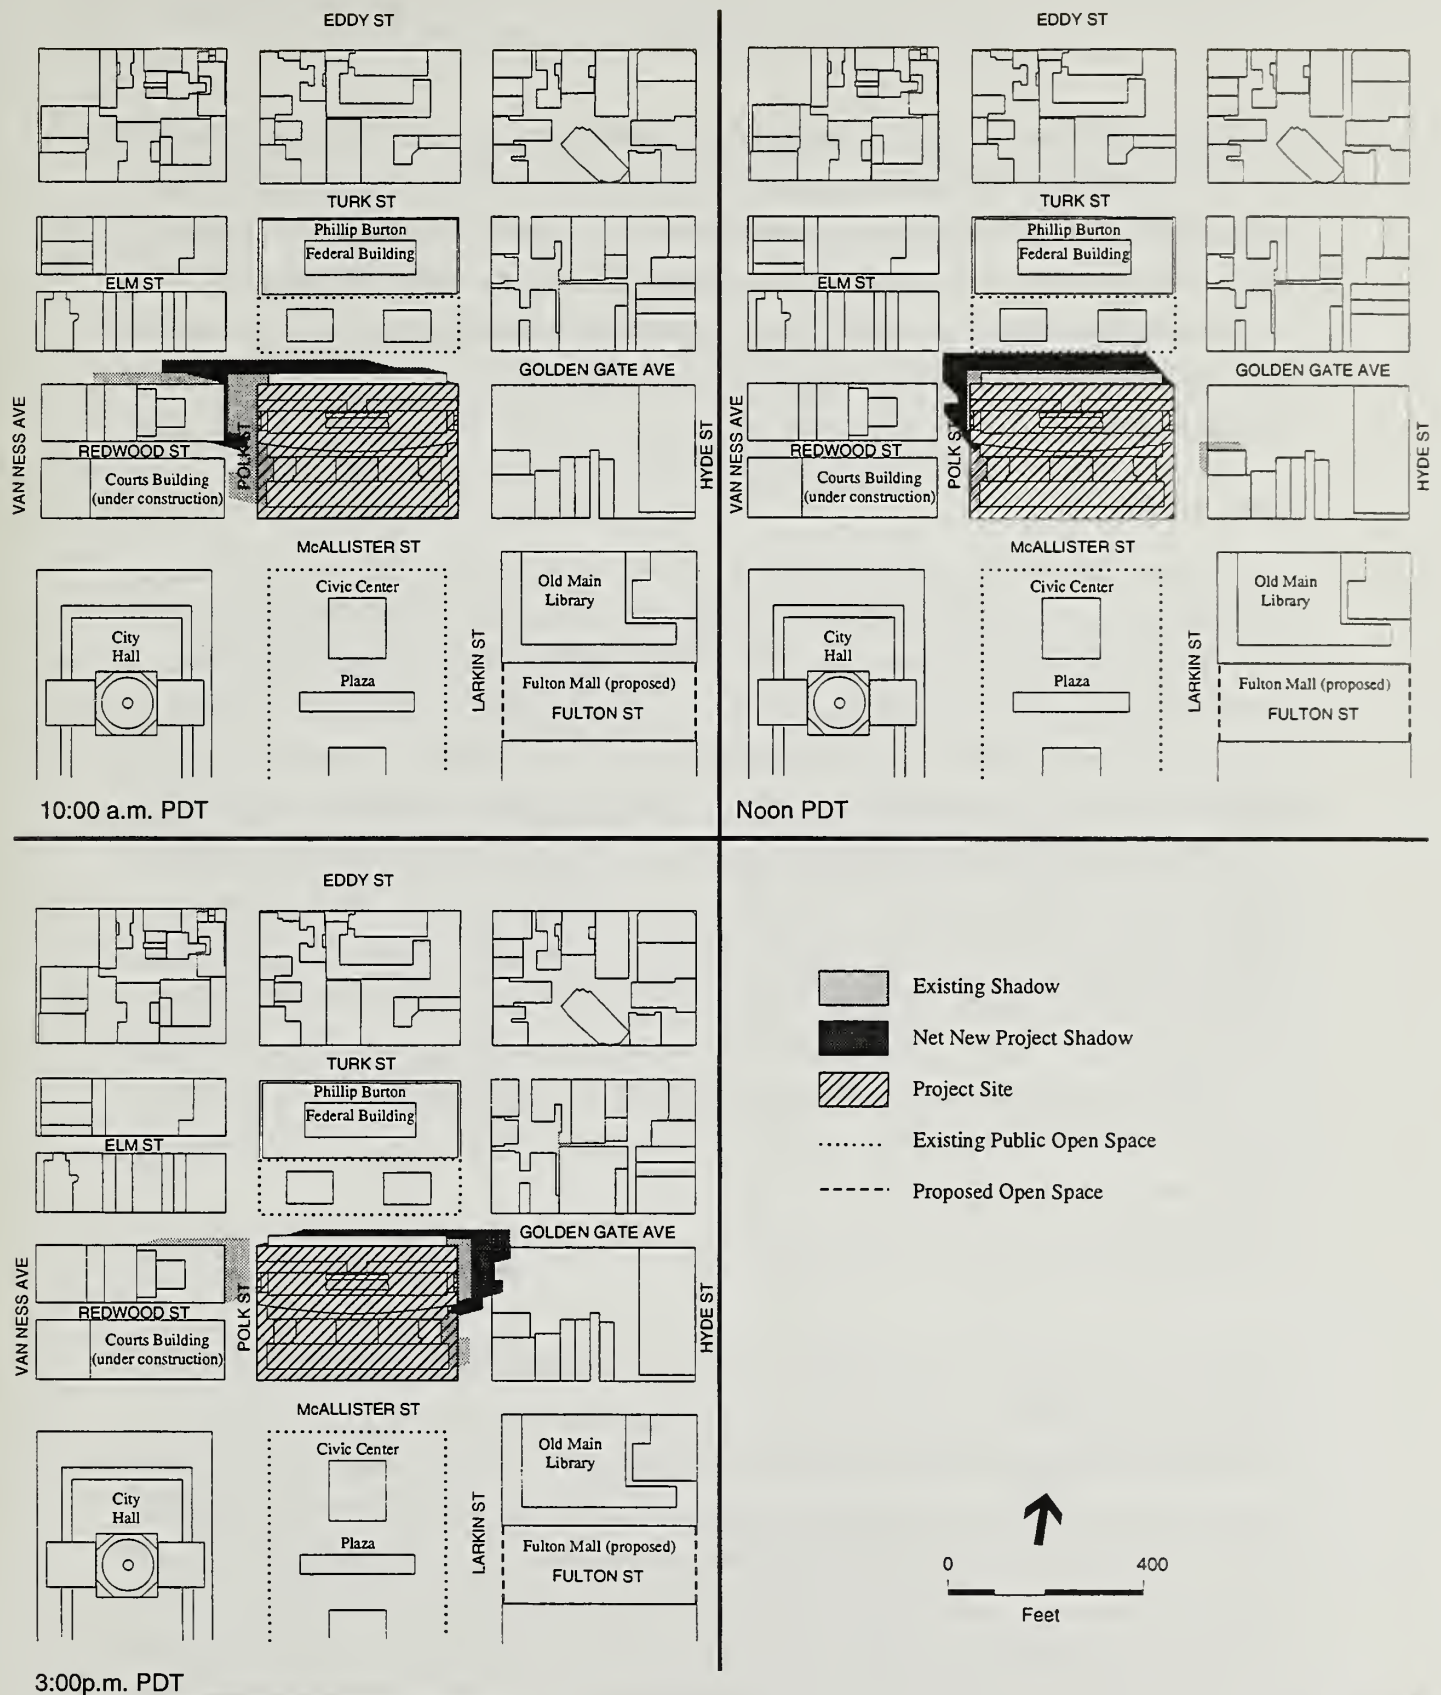 EDDY ST
TURK ST
Phillip Burton
Federal Building
ELM ST
GOLDEN GATE AVE
VAN NESS AVE
REDWOOD ST
POLK ST
HYDE ST
Courts Building
(under construction)
McALLISTER ST
Civic Center
Old Main
Library
City
Hall
LARKIN ST
Plaza
Fulton Mall (proposed)
FULTON ST
10:00 a.m. PDT
EDDY ST
TURK ST
Phillip Burton
Federal Building
ELM ST
GOLDEN GATE AVE
VAN NESS AVE
REDWOOD ST
POLK ST
HYDE ST
Courts Building
(under construction)
McALLISTER ST
Civic Center
Old Main
Library
City
Hall
LARKIN ST
Plaza
Fulton Mall (proposed)
FULTON ST
Noon PDT
EDDY ST
TURK ST
Phillip Burton
Federal Building
ELM ST
GOLDEN GATE AVE
VAN NESS AVE
REDWOOD ST
POLK ST
HYDE ST
Courts Building
(under construction)
McALLISTER ST
Civic Center
Old Main
Library
City
Hall
LARKIN ST
Plaza
Fulton Mall (proposed)
FULTON ST
3:00p.m. PDT
Existing Shadow
Net New Project Shadow
Project Site
Existing Public Open Space
Proposed Open Space
0 400
Feet